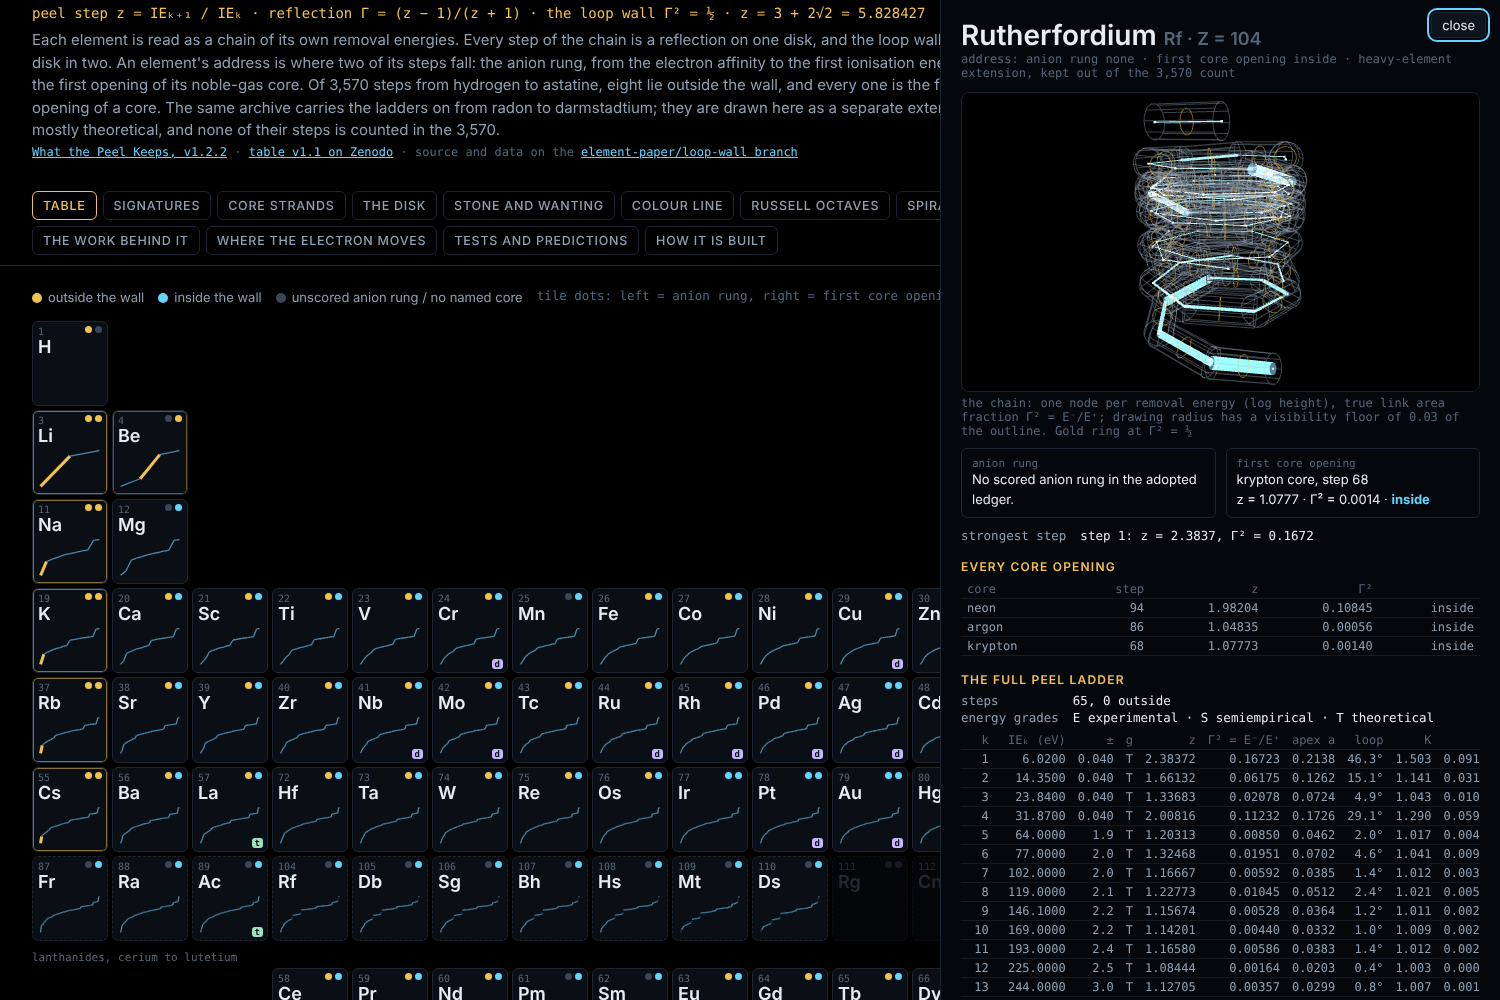 peel step z = IEₖ₊₁ / IEₖ · reflection Γ = (z − 1)/(z + 1) · the loop wall Γ² = ½ · z = 3 + 2√2 = 5.828427
Each element is read as a chain of its own removal energies. Every step of the chain is a reflection on one disk, and the loop wall
disk in two. An element's address is where two of its steps fall: the anion rung, from the electron affinity to the first ionisation ene
the first opening of its noble-gas core. Of 3,570 steps from hydrogen to astatine, eight lie outside the wall, and every one is the f
opening of a core. The same archive carries the ladders on from radon to darmstadtium; they are drawn here as a separate exter
mostly theoretical, and none of their steps is counted in the 3,570.
What the Peel Keeps, v1.2.2 · table v1.1 on Zenodo · source and data on the element-paper/loop-wall branch
TABLE SIGNATURES CORE STRANDS THE DISK STONE AND WANTING COLOUR LINE RUSSELL OCTAVES SPIRA
THE WORK BEHIND IT WHERE THE ELECTRON MOVES TESTS AND PREDICTIONS HOW IT IS BUILT
outside the wall inside the wall unscored anion rung / no named core tile dots: left = anion rung, right = first core openi
1
H
3 4
Li Be
11 12
Na Mg
19 20 21 22 23 24 25 26 27 28 29 30
K Ca Sc Ti V Cr Mn Fe Co Ni Cu Zn
d d
37 38 39 40 41 42 43 44 45 46 47 48
Rb Sr Y Zr Nb Mo Tc Ru Rh Pd Ag Cd
d d d d d d
55 56 57 72 73 74 75 76 77 78 79 80
Cs Ba La Hf Ta W Re Os Ir Pt Au Hg
t d d
87 88 89 104 105 106 107 108 109 110 111 112
Fr Ra Ac Rf Db Sg Bh Hs Mt Ds Rg Cn
t
lanthanides, cerium to lutetium
58 59 60 61 62 63 64 65 66
Ce Pr Nd Pm Sm Eu Gd Tb Dy
close
Rutherfordium Rf · Z = 104
address: anion rung none · first core opening inside · heavy-element
extension, kept out of the 3,570 count
the chain: one node per removal energy (log height), true link area
fraction Γ² = E⁻/E⁺; drawing radius has a visibility floor of 0.03 of
the outline. Gold ring at Γ² = ½
anion rung
No scored anion rung in the adopted
ledger.
first core opening
krypton core, step 68
z = 1.0777 · Γ² = 0.0014 · inside
strongest step step 1: z = 2.3837, Γ² = 0.1672
EVERY CORE OPENING
core step z Γ²
neon 94 1.98204 0.10845 inside
argon 86 1.04835 0.00056 inside
krypton 68 1.07773 0.00140 inside
THE FULL PEEL LADDER
steps 65, 0 outside
energy grades E experimental · S semiempirical · T theoretical
k IEₖ (eV) ± g z Γ² = E⁻/E⁺ apex a loop K
1 6.0200 0.040 T 2.38372 0.16723 0.2138 46.3° 1.503 0.091
2 14.3500 0.040 T 1.66132 0.06175 0.1262 15.1° 1.141 0.031
3 23.8400 0.040 T 1.33683 0.02078 0.0724 4.9° 1.043 0.010
4 31.8700 0.040 T 2.00816 0.11232 0.1726 29.1° 1.290 0.059
5 64.0000 1.9 T 1.20313 0.00850 0.0462 2.0° 1.017 0.004
6 77.0000 2.0 T 1.32468 0.01951 0.0702 4.6° 1.041 0.009
7 102.0000 2.0 T 1.16667 0.00592 0.0385 1.4° 1.012 0.003
8 119.0000 2.1 T 1.22773 0.01045 0.0512 2.4° 1.021 0.005
9 146.1000 2.2 T 1.15674 0.00528 0.0364 1.2° 1.011 0.002
10 169.0000 2.2 T 1.14201 0.00440 0.0332 1.0° 1.009 0.002
11 193.0000 2.4 T 1.16580 0.00586 0.0383 1.4° 1.012 0.002
12 225.0000 2.5 T 1.08444 0.00164 0.0203 0.4° 1.003 0.000
13 244.0000 3.0 T 1.12705 0.00357 0.0299 0.8° 1.007 0.001